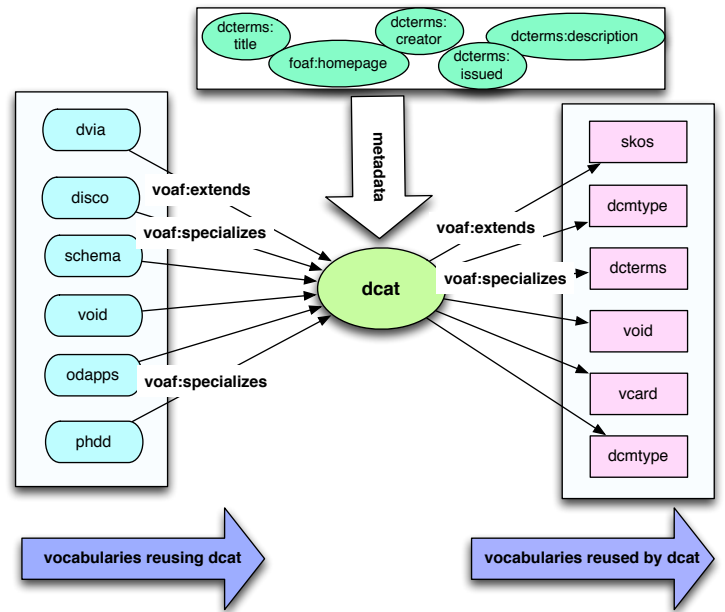 dcterms:
title
foaf:homepage
dcterms:
creator
dcterms:
issued
dcterms:description
metadata
dvia
disco
schema
void
odapps
phdd
voaf:extends
voaf:specializes
voaf:specializes
dcat
voaf:extends
voaf:specializes
skos
dcmtype
dcterms
void
vcard
dcmtype
vocabularies reusing dcat
vocabularies reused by dcat